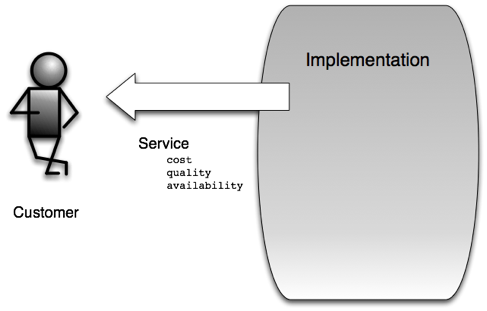 Implementation
Service
cost
quality
availability
Customer